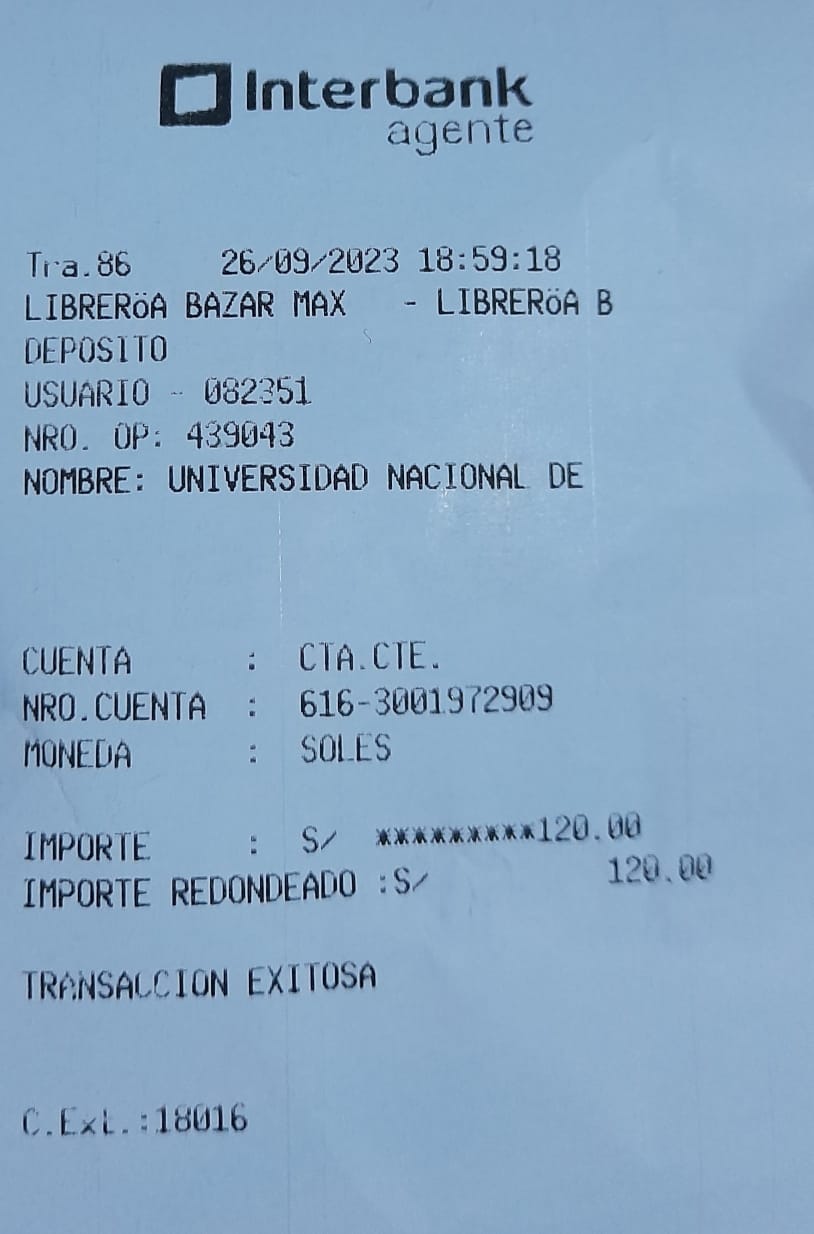 Interbank
agente
Tra.86 26/09/2023 18:59:18
LIBRERöA BAZAR MAX - LIBRERöA B
DEPOSITO
USUARIO - 082351
NRO. OP: 439043
NOMBRE: UNIVERSIDAD NACIONAL DE
CUENTA : CTA.CTE.
NRO.CUENTA : 616-3001972909
MONEDA : SOLES
IMPORTE : S/ *********120.00
IMPORTE REDONDEADO :S/ 120.00
TRANSACCION EXITOSA
C.Ext.:18016